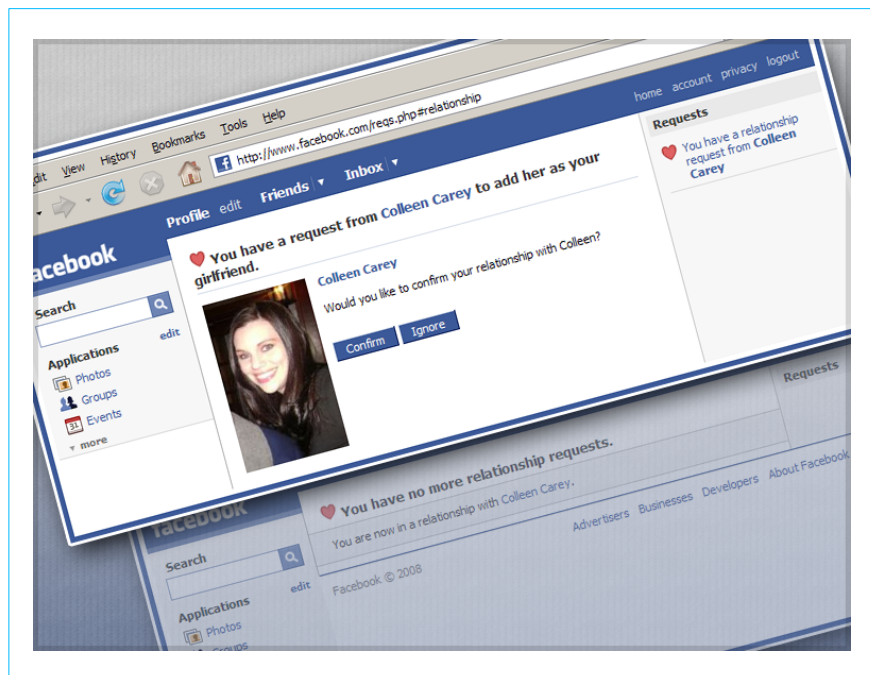 View History Bookmarks Tools Help
http://www.facebook.com/reqs.php#relationship
home account privacy logout
Profile edit Friends Inbox
acebook
Search
edit
Applications
Photos
Groups
31 Events
more
You have a request from Colleen Carey to add her as your
girlfriend.
Colleen Carey
Would you like to confirm your relationship with Colleen?
Confirm Ignore
Requests
You have a relationship
request from Colleen
Carey
Requests
facebook
You have no more relationship requests.
You are now in a relationship with Colleen Carey.
Search
edit
Applications
Photos
Groups
Advertisers Businesses Developers About Facebook
Facebook © 2008